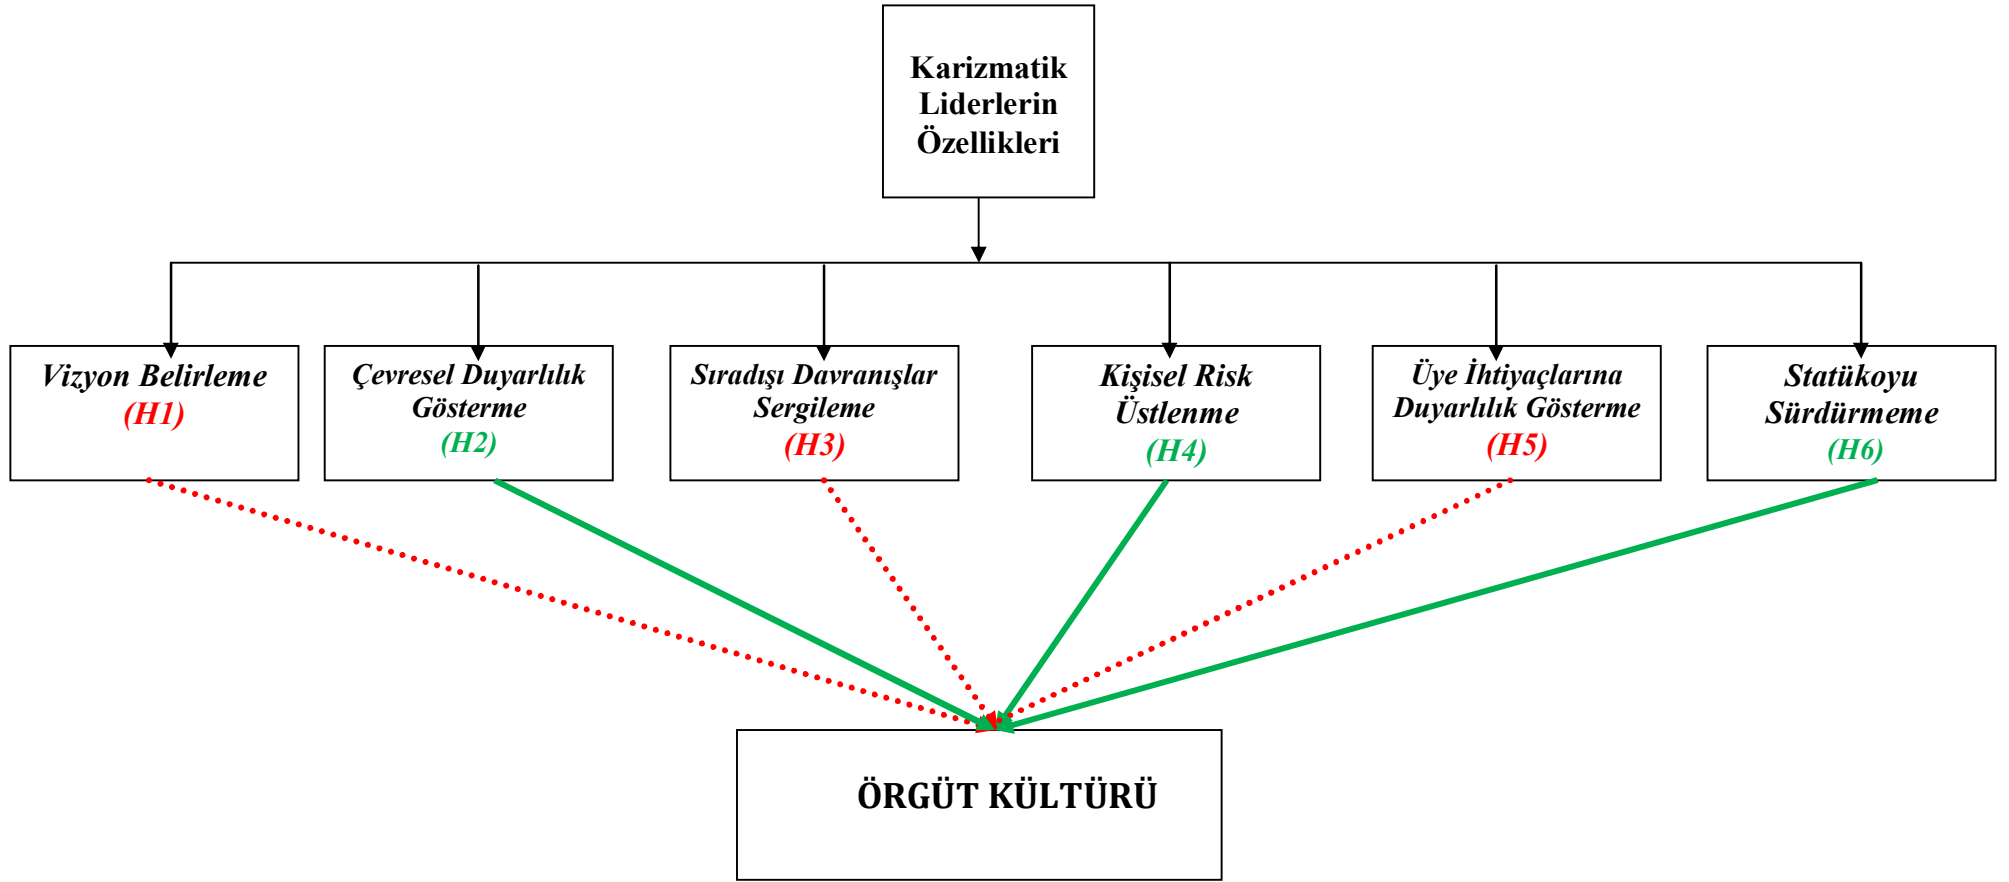 Karizmatik
Liderlerin
Özellikleri
Vizyon Belirleme
(H1)
Çevresel Duyarlılık
Gösterme
(H2)
Sıradışı Davranışlar
Sergileme
(H3)
Kişisel Risk
Üstlenme
(H4)
Üye İhtiyaçlarına
Duyarlılık Gösterme
(H5)
Statükoyu
Sürdürmeme
(H6)
ÖRGÜT KÜLTÜRÜ